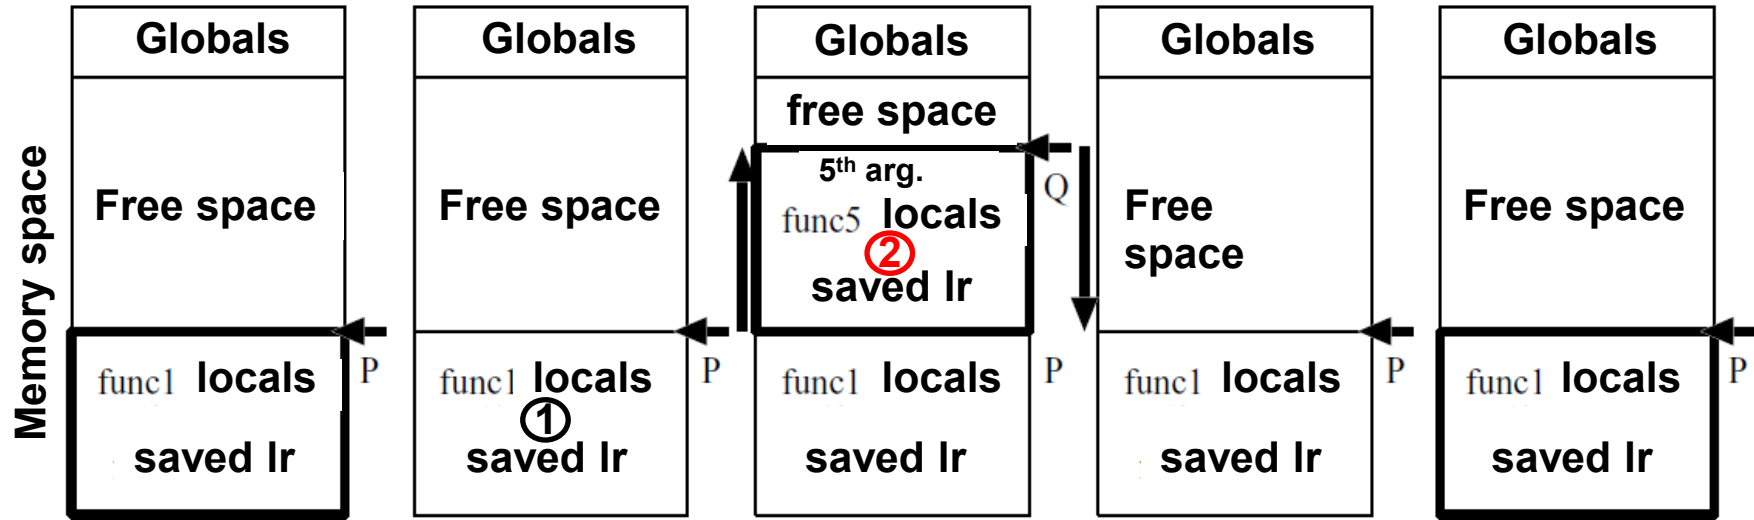 Memory space
Globals
Free space
func1 locals
saved lr
P
Globals
Free space
func1 locals
1
saved lr
P
Globals
free space
5th arg.
func5 locals
2
saved lr
Q
func1 locals
saved lr
P
Globals
Free
space
func1 locals
saved lr
P
Globals
Free space
func1 locals
saved lr
P